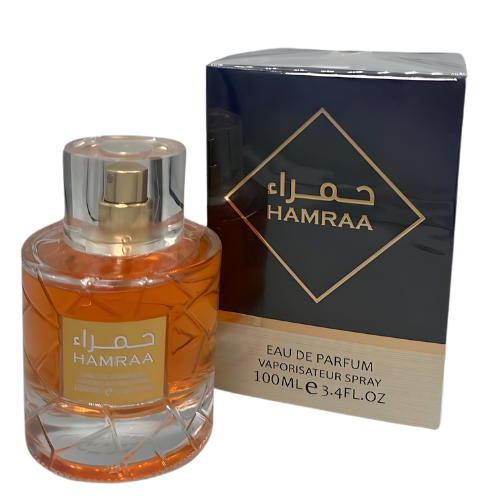 حمراء
HAMRAA
EAU DE PARFUM
VAPORISATEUR SPRAY
100ML e 3.4FL.OZ
حمراء
HAMRAA